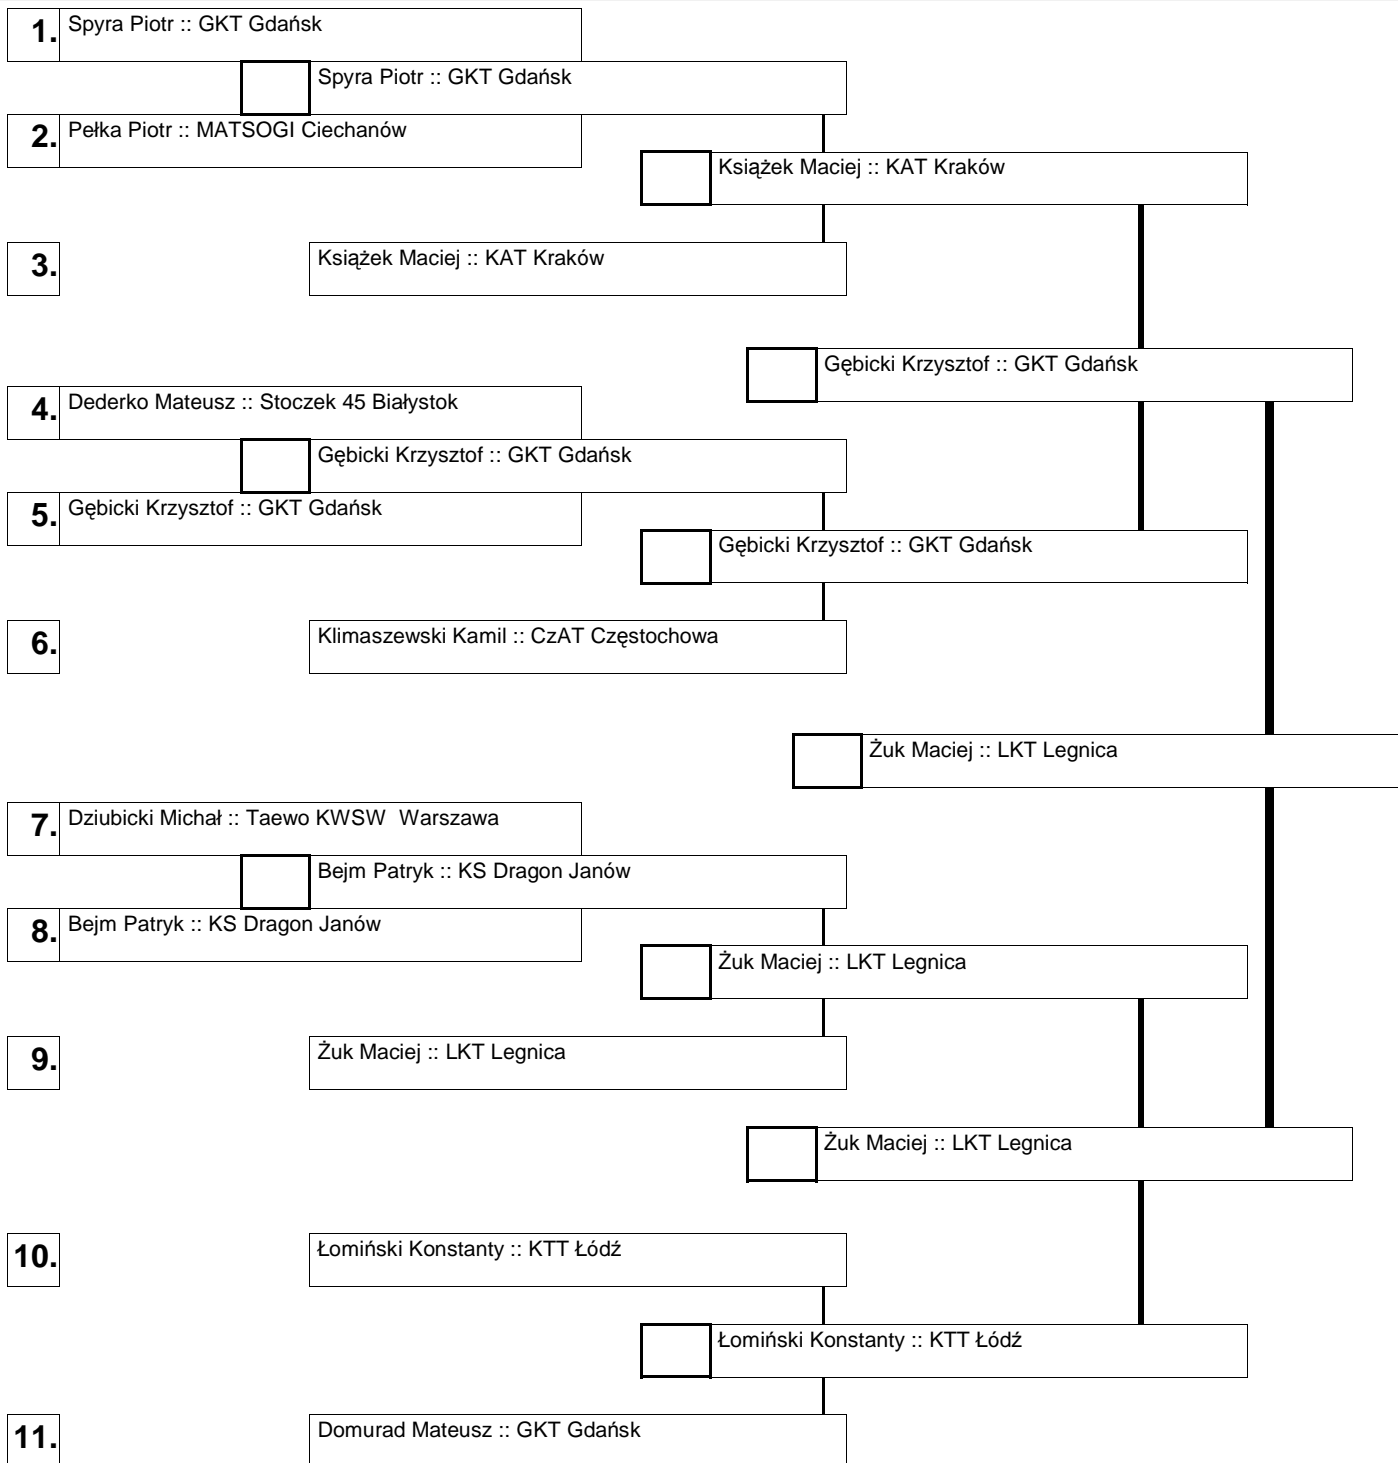 1. Spyra Piotr :: GKT Gdańsk
Spyra Piotr :: GKT Gdańsk
2. Pełka Piotr :: MATSOGI Ciechanów
Książek Maciej :: KAT Kraków
3. Książek Maciej :: KAT Kraków
Gębicki Krzysztof :: GKT Gdańsk
4. Dederko Mateusz :: Stoczek 45 Białystok
Gębicki Krzysztof :: GKT Gdańsk
5. Gębicki Krzysztof :: GKT Gdańsk
Gębicki Krzysztof :: GKT Gdańsk
6. Klimaszewski Kamil :: CzAT Częstochowa
Żuk Maciej :: LKT Legnica
7. Dziubicki Michał :: Taewo KWSW  Warszawa
Bejm Patryk :: KS Dragon Janów
8. Bejm Patryk :: KS Dragon Janów
Żuk Maciej :: LKT Legnica
9. Żuk Maciej :: LKT Legnica
Żuk Maciej :: LKT Legnica
10. Łomiński Konstanty :: KTT Łódź
Łomiński Konstanty :: KTT Łódź
11. Domurad Mateusz :: GKT Gdańsk